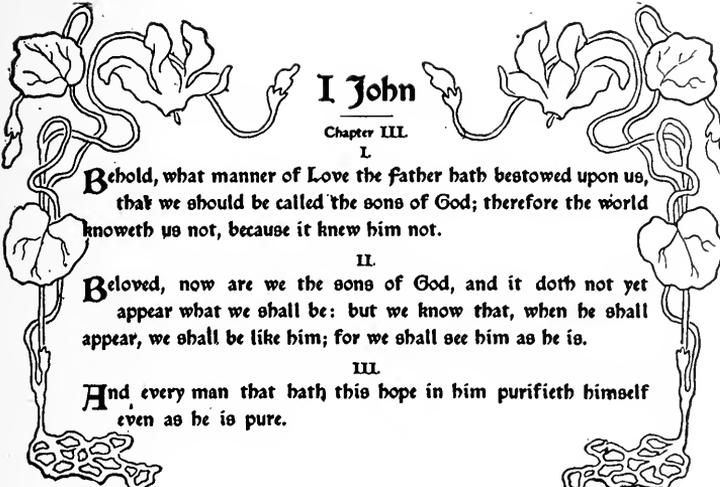 I John
Chapter III.
I.
Behold, what manner of Love the Father hath bestowed upon us,
that we should be called the sons of God; therefore the world
knoweth us not, because it knew him not.
II.
Beloved, now are we the sons of God, and it doth not yet
appear what we shall be: but we know that, when he shall
appear, we shall be like him; for we shall see him as he is.
III.
And every man that hath this hope in him purifieth himself
even as he is pure.